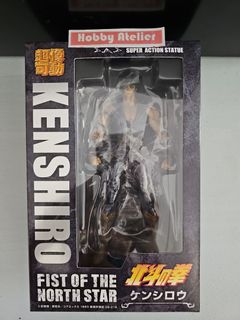 Hobby Atelier
超像可動
SUPER ACTION STATUE
KENSHIRO
FIST OF THE
NORTH STAR
北斗の拳
ケンシロウ